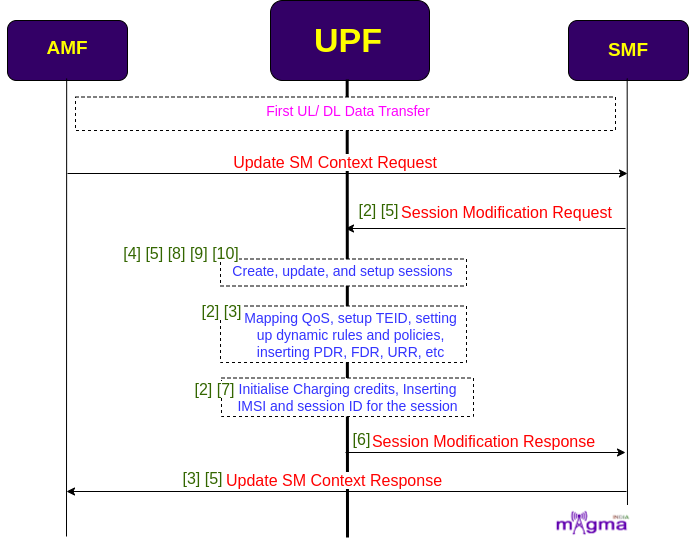 AMF
UPF
SMF
First UL/ DL Data Transfer
Update SM Context Request
[2] [5] Session Modification Request
[4] [5] [8] [9] [10]
Create, update, and setup sessions
[2] [3] Mapping QoS, setup TEID, setting
up dynamic rules and policies,
inserting PDR, FDR, URR, etc
[2] [7] Initialise Charging credits, Inserting
IMSI and session ID for the session
[6] Session Modification Response
[3] [5] Update SM Context Response
INDIA
magma